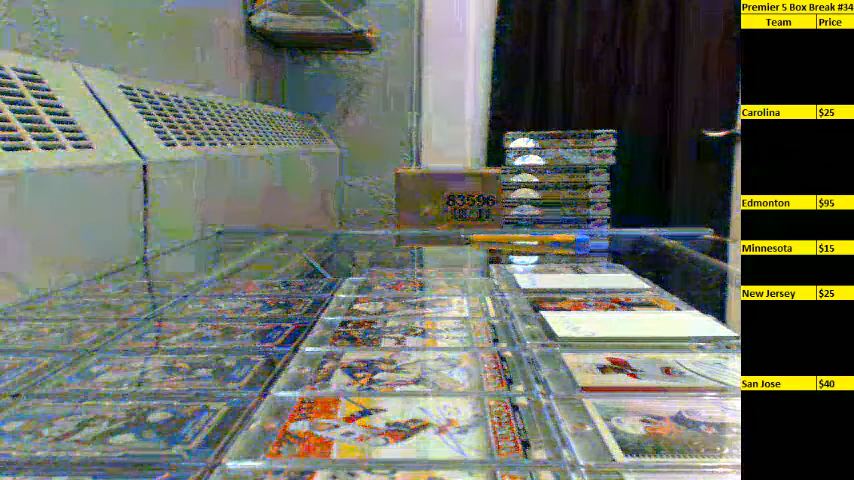 Premier 5 Box Break #34
Team Price
Carolina $25
Edmonton $95
Minnesota $15
New Jersey $25
San Jose $40
83596